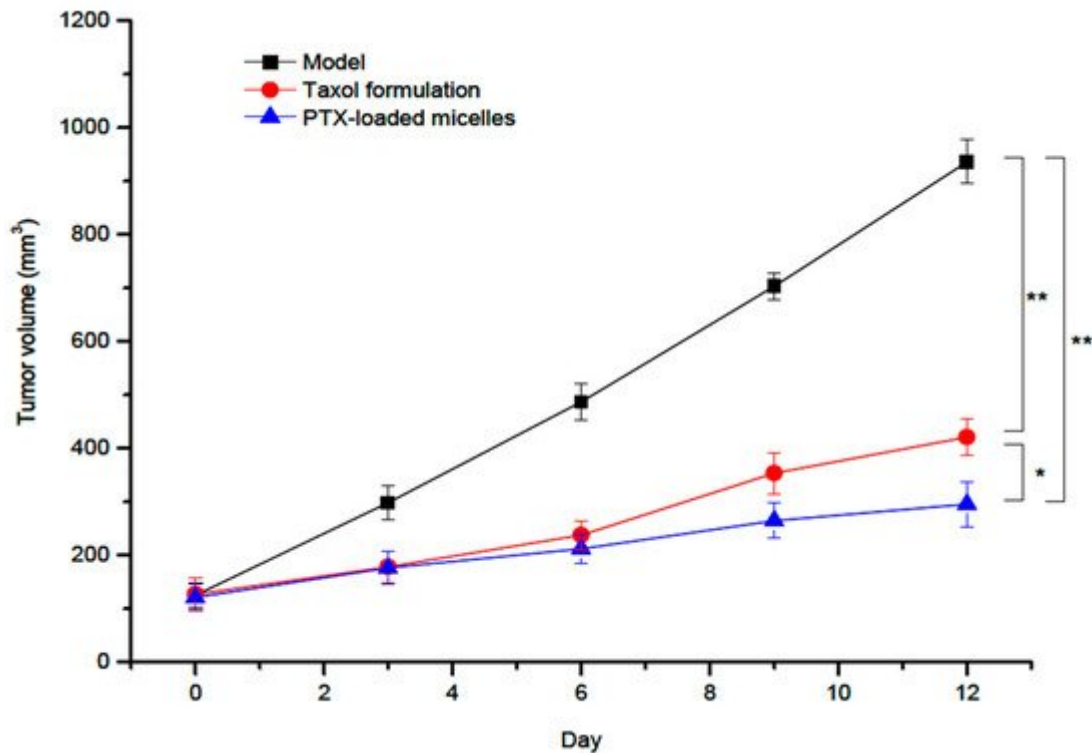 1200
1000
800
600
400
200
0
Tumor volume (mm³)
Model
Taxol formulation
PTX-loaded micelles
**
**
*
0 2 4 6 8 10 12
Day